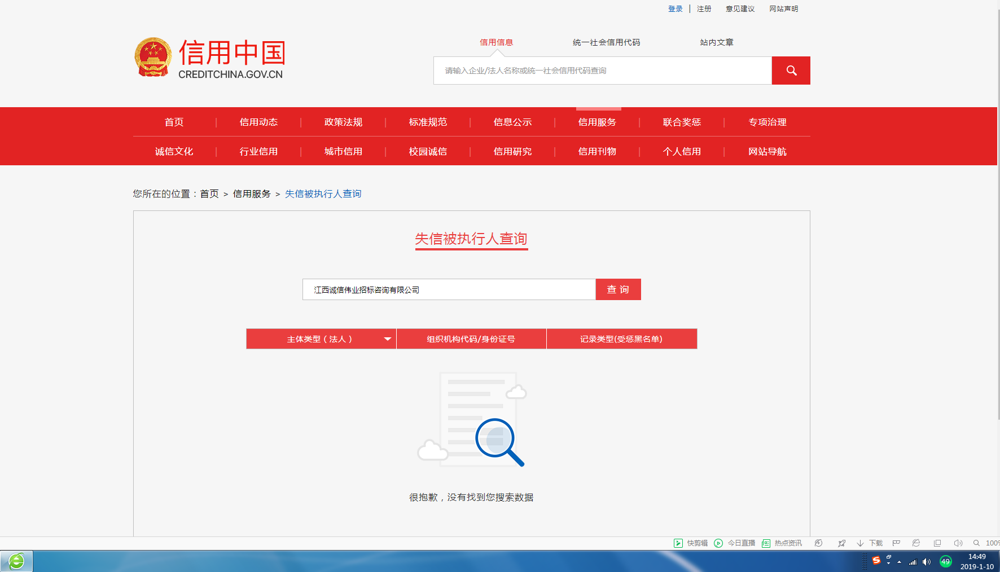 登录 | 注册 意见建议 网站声明
信用中国
CREDITCHINA.GOV.CN
信用信息 统一社会信用代码 站内文章
请输入企业/法人名称或统一社会信用代码查询
首页 | 信用动态 | 政策法规 | 标准规范 | 信息公示 | 信用服务 | 联合奖惩 | 专项治理
诚信文化 | 行业信用 | 城市信用 | 校园诚信 | 信用研究 | 信用刊物 | 个人信用 | 网站导航
您所在的位置：首页 > 信用服务 > 失信被执行人查询
失信被执行人查询
江西诚信伟业招标咨询有限公司 查 询
主体类型（法人） 组织机构代码/身份证号 记录类型(受惩黑名单)
很抱歉，没有找到您搜索数据
快剪辑 今日直播 热点资讯 下载 100%
49 14:49
2019-1-10